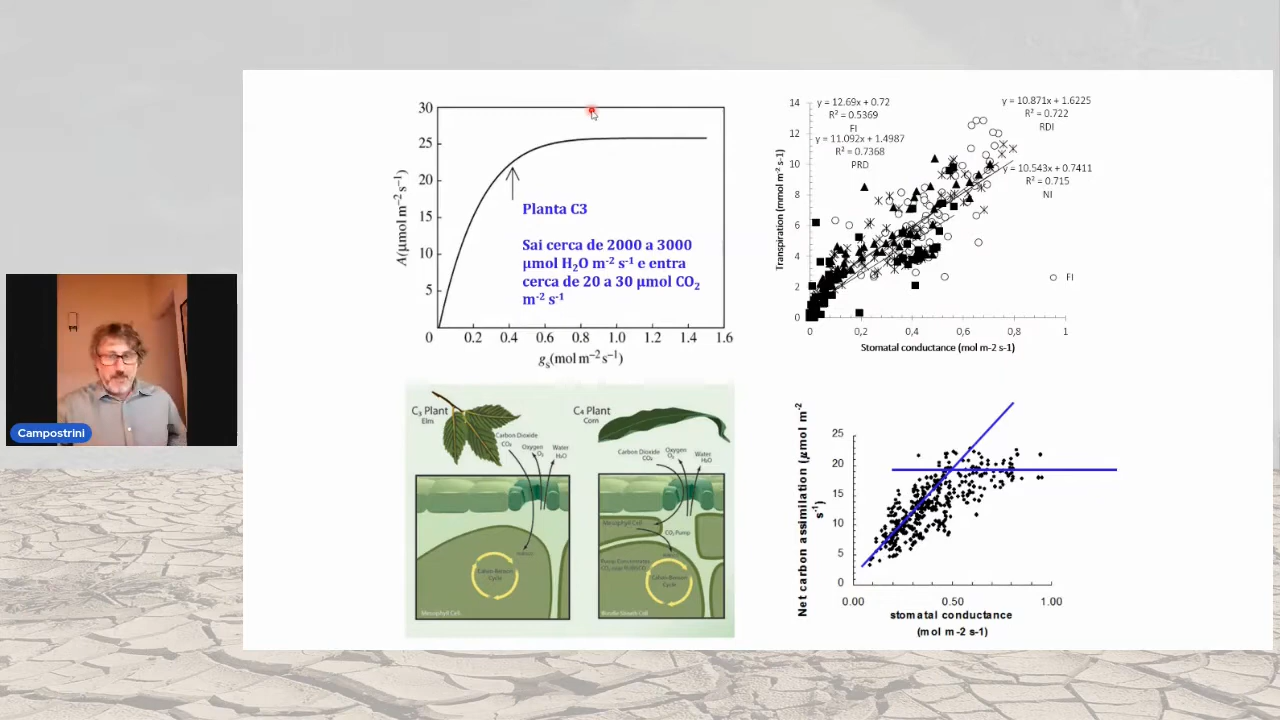 30
25
20
15
10
5
0
0.2
0.4
0.6
0.8
1.0
1.2
1.4
1.6
A(μmol m⁻² s⁻¹)
gs(mol m⁻² s⁻¹)
Planta C3
Sai cerca de 2000 a 3000
μmol H₂O m⁻² s⁻¹ e entra
cerca de 20 a 30 μmol CO₂
m⁻² s⁻¹
y = 12.69x + 0.72
R² = 0.5369
FI
y = 11.092x + 1.4987
R² = 0.7368
PRD
y = 10.871x + 1.6225
R² = 0.722
RDI
y = 10.543x + 0.7411
R² = 0.715
NI
FI
14
12
10
8
6
4
2
0
0
0,2
0,4
0,6
0,8
1
Transpiration (mmol m-2 s-1)
Stomatal conductance (mol m-2 s-1)
Campostrini
C₃ Plant
Elm
Carbon Dioxide
CO₂
Oxygen
O₂
Water
H₂O
Calvin-Benson
Cycle
Mesophyll Cell
C₄ Plant
Corn
Carbon Dioxide
CO₂
Oxygen
O₂
Water
H₂O
Mesophyll Cell
CO₂ Pump
Calvin-Benson
Cycle
Bundle Sheath Cell
Net carbon assimilation (μmol m-2
s-1)
25
20
15
10
5
0
0.00
0.50
1.00
stomatal conductance
(mol m-2 s-1)